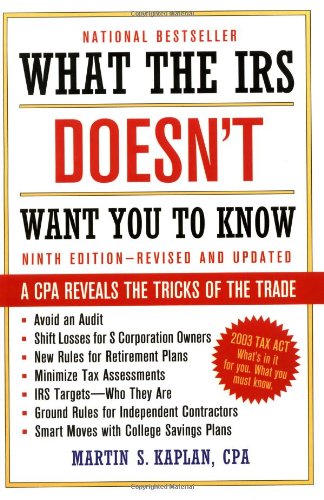 NATIONAL BESTSELLER
WHAT THE IRS
DOESN'T
WANT YOU TO KNOW
NINTH EDITION—REVISED AND UPDATED
A CPA REVEALS THE TRICKS OF THE TRADE
▪ Avoid an Audit
▪ Shift Losses for S Corporation Owners
▪ New Rules for Retirement Plans
▪ Minimize Tax Assessments
▪ IRS Targets—Who They Are
▪ Ground Rules for Independent Contractors
▪ Smart Moves with College Savings Plans
2003 TAX ACT
What's in it
for you. What you
must know.
MARTIN S. KAPLAN, CPA
Copyrighted Material